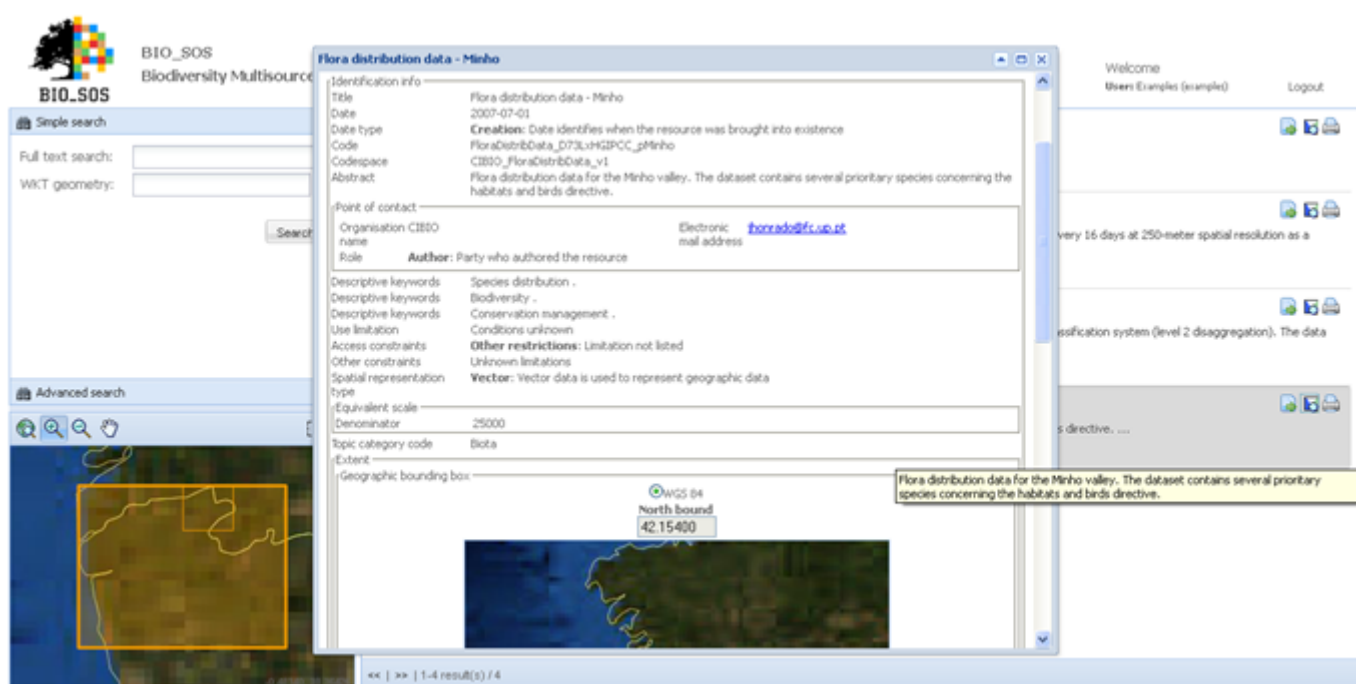 BIO_SOS
BIO_SOS
Biodiversity Multisource
Welcome
User: Examples (examples)
Logout
Simple search
Full text search:
WKT geometry:
Search
Advanced search
Flora distribution data - Minho
Identification info
Title Flora distribution data - Minho
Date 2007-07-01
Date type Creation: Date identifies when the resource was brought into existence
Code FloraDistribData_D73LxHGIPCC_pMinho
Codespace CIBIO_FloraDistribData_v1
Abstract Flora distribution data for the Minho valley. The dataset contains several prioritary species concerning the
habitats and birds directive.
Point of contact
Organisation CIBIO Electronic jhonrado@fc.up.pt
name mail address
Role Author: Party who authored the resource
Descriptive keywords Species distribution .
Descriptive keywords Biodiversity .
Descriptive keywords Conservation management .
Use limitation Conditions unknown
Access constraints Other restrictions: Limitation not listed
Other constraints Unknown limitations
Spatial representation Vector: Vector data is used to represent geographic data
type
Equivalent scale
Denominator 25000
Topic category code Biota
Extent
Geographic bounding box
WGS 84
North bound
42.15400
very 16 days at 250-meter spatial resolution as a
assification system (level 2 disaggregation). The data
s directive. ....
Flora distribution data for the Minho valley. The dataset contains several prioritary
species concerning the habitats and birds directive.
<< | >> | 1-4 result(s) / 4